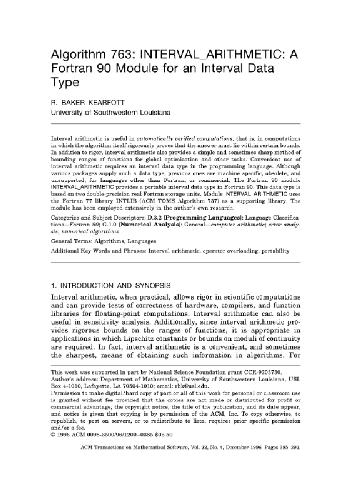 Algorithm 763: INTERVAL_ARITHMETIC: A
Fortran 90 Module for an Interval Data
Type
R. BAKER KEARFOTT
University of Southwestern Louisiana
Interval arithmetic is useful in automatically verified computations, that is, in computations
in which the algorithm itself rigorously proves that the answer must lie within certain bounds.
In addition to rigor, interval arithmetic also provides a simple and sometimes sharp method of
bounding ranges of functions for global optimization and other tasks. Convenient use of
interval arithmetic requires an interval data type in the programming language. Although
various packages supply such a data type, previous ones are machine specific, obsolete, and
unsupported, for languages other than Fortran, or commercial. The Fortran 90 module
INTERVAL_ARITHMETIC provides a portable interval data type in Fortran 90. This data type is
based on two double precision real Fortran storage units. Module INTERVAL_ARITHMETIC uses
the Fortran 77 library INTLIB (ACM TOMS Algorithm 737) as a supporting library. The
module has been employed extensively in the author's own research.
Categories and Subject Descriptors: D.3.2 [Programming Languages]: Language Classifica-
tions—Fortran 90; G.1.0 [Numerical Analysis]: General—computer arithmetic; error analy-
sis; numerical algorithms
General Terms: Algorithms, Languages
Additional Key Words and Phrases: Interval arithmetic, operator overloading, portability
1. INTRODUCTION AND SYNOPSIS
Interval arithmetic, when practical, allows rigor in scientific computations
and can provide tests of correctness of hardware, compilers, and function
libraries for floating-point computations. Interval arithmetic can also be
useful in sensitivity analysis. Additionally, since interval arithmetic pro-
vides rigorous bounds on the ranges of functions, it is appropriate in
applications in which Lipschitz constants or bounds on moduli of continuity
are required. In fact, interval arithmetic is a convenient, and sometimes
the sharpest, means of obtaining such information in algorithms. For
This work was supported in part by National Science Foundation grant
Author's address: Department of Mathematics, University of Southwestern Louisiana, USL
Box 4-1010, Lafayette, LA 70504-1010; email:
Permission to make digital/hard copy of part or all of this work for personal or classroom use
is granted without fee provided that the copies are not made or distributed for profit or
commercial advantage, the copyright notice, the title of the publication, and its date appear,
and notice is given that copying is by permission of the ACM, Inc. To copy otherwise, to
republish, to post on servers, or to redistribute to lists, requires prior specific permission
and/or a fee.
© 1996 ACM
ACM Transactions on Mathematical Software, Vol. 22, No. 4, December 1996, Pages